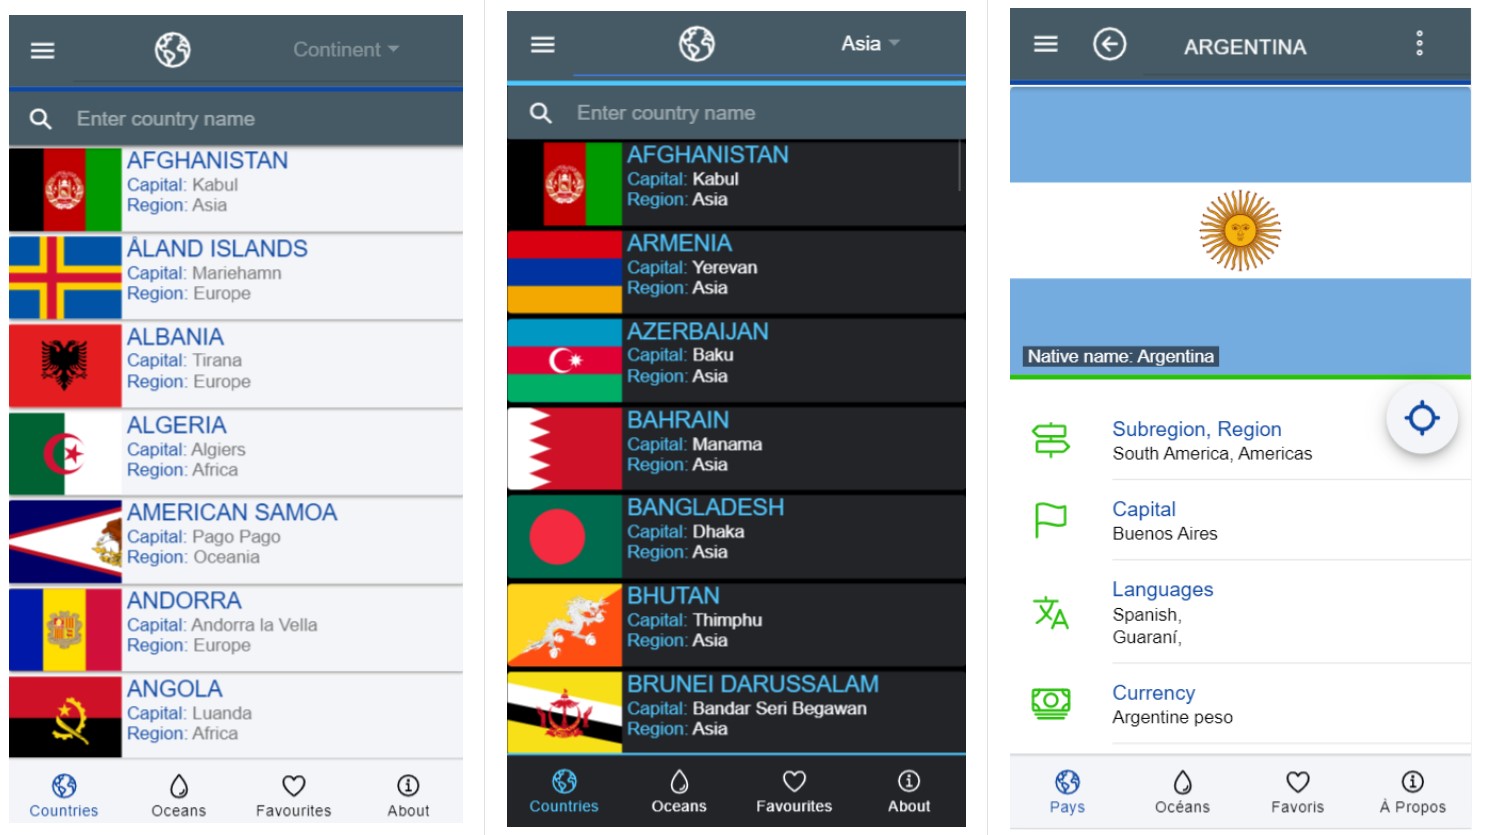 Continent
Enter country name
AFGHANISTAN
Capital: Kabul
Region: Asia
ÅLAND ISLANDS
Capital: Mariehamn
Region: Europe
ALBANIA
Capital: Tirana
Region: Europe
ALGERIA
Capital: Algiers
Region: Africa
AMERICAN SAMOA
Capital: Pago Pago
Region: Oceania
ANDORRA
Capital: Andorra la Vella
Region: Europe
ANGOLA
Capital: Luanda
Region: Africa
Countries Oceans Favourites About
Asia
Enter country name
AFGHANISTAN
Capital: Kabul
Region: Asia
ARMENIA
Capital: Yerevan
Region: Asia
AZERBAIJAN
Capital: Baku
Region: Asia
BAHRAIN
Capital: Manama
Region: Asia
BANGLADESH
Capital: Dhaka
Region: Asia
BHUTAN
Capital: Thimphu
Region: Asia
BRUNEI DARUSSALAM
Capital: Bandar Seri Begawan
Region: Asia
Countries Oceans Favourites About
ARGENTINA
Native name: Argentina
Subregion, Region
South America, Americas
Capital
Buenos Aires
Languages
Spanish,
Guaraní,
Currency
Argentine peso
Pays Océans Favoris À Propos